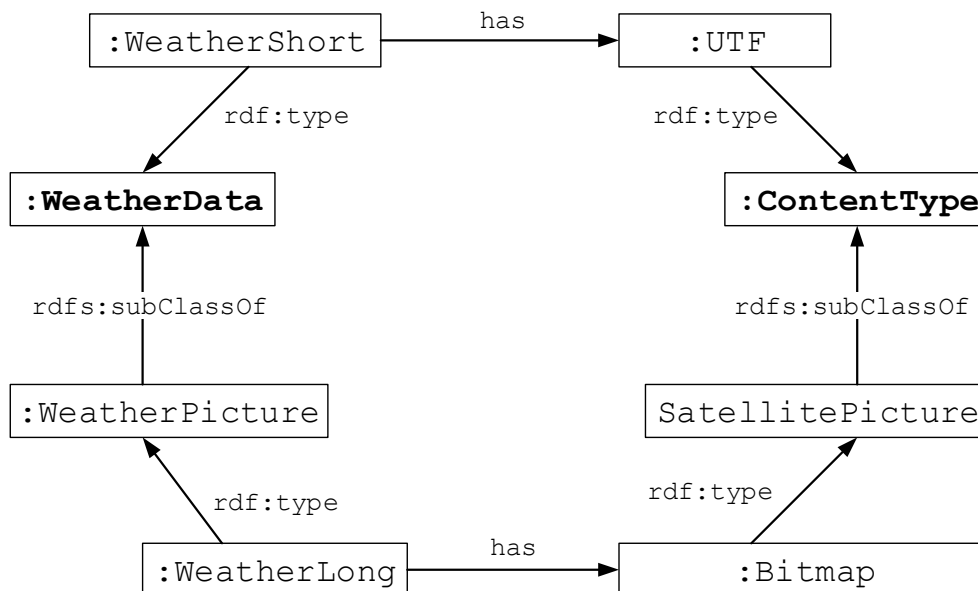 has
:WeatherShort :UTF
rdf:type rdf:type
:WeatherData :ContentType
rdfs:subClassOf rdfs:subClassOf
:WeatherPicture SatellitePicture
rdf:type rdf:type
has
:WeatherLong :Bitmap